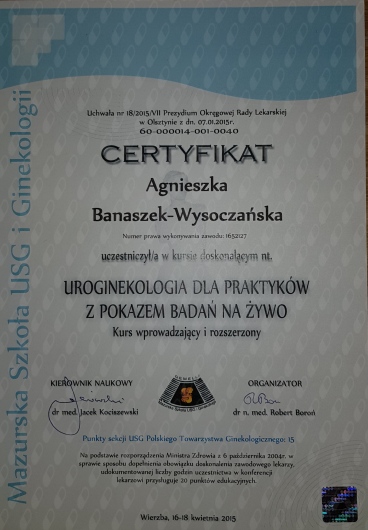 Mazurska Szkoła USG i Ginekologii
Uchwała nr 18/2015/VII Prezydium Okręgowej Rady Lekarskiej
w Olsztynie z dn. 07.01.2015r.
60-000014-001-0040
CERTYFIKAT
Agnieszka
Banaszek-Wysoczańska
Numer prawa wykonywania zawodu: 1652127
uczestniczył/a w kursie doskonalącym nt.
UROGINEKOLOGIA DLA PRAKTYKÓW
Z POKAZEM BADAŃ NA ŻYWO
Kurs wprowadzający i rozszerzony
KIEROWNIK NAUKOWY
ORGANIZATOR
dr med. Jacek Kociszewski
dr n. med. Robert Boroń
Punkty sekcji USG Polskiego Towarzystwa Ginekologicznego: 15
Na podstawie rozporządzenia Ministra Zdrowia z 6 października 2004r. w
sprawie sposobu dopełnienia obowiązku doskonalenia zawodowego lekarzy,
udokumentowanej liczby godzin uczestnictwa w konferencji
lekarzowi przysługuje 20 punktów edukacyjnych.
Wierzba, 16-18 kwietnia 2015